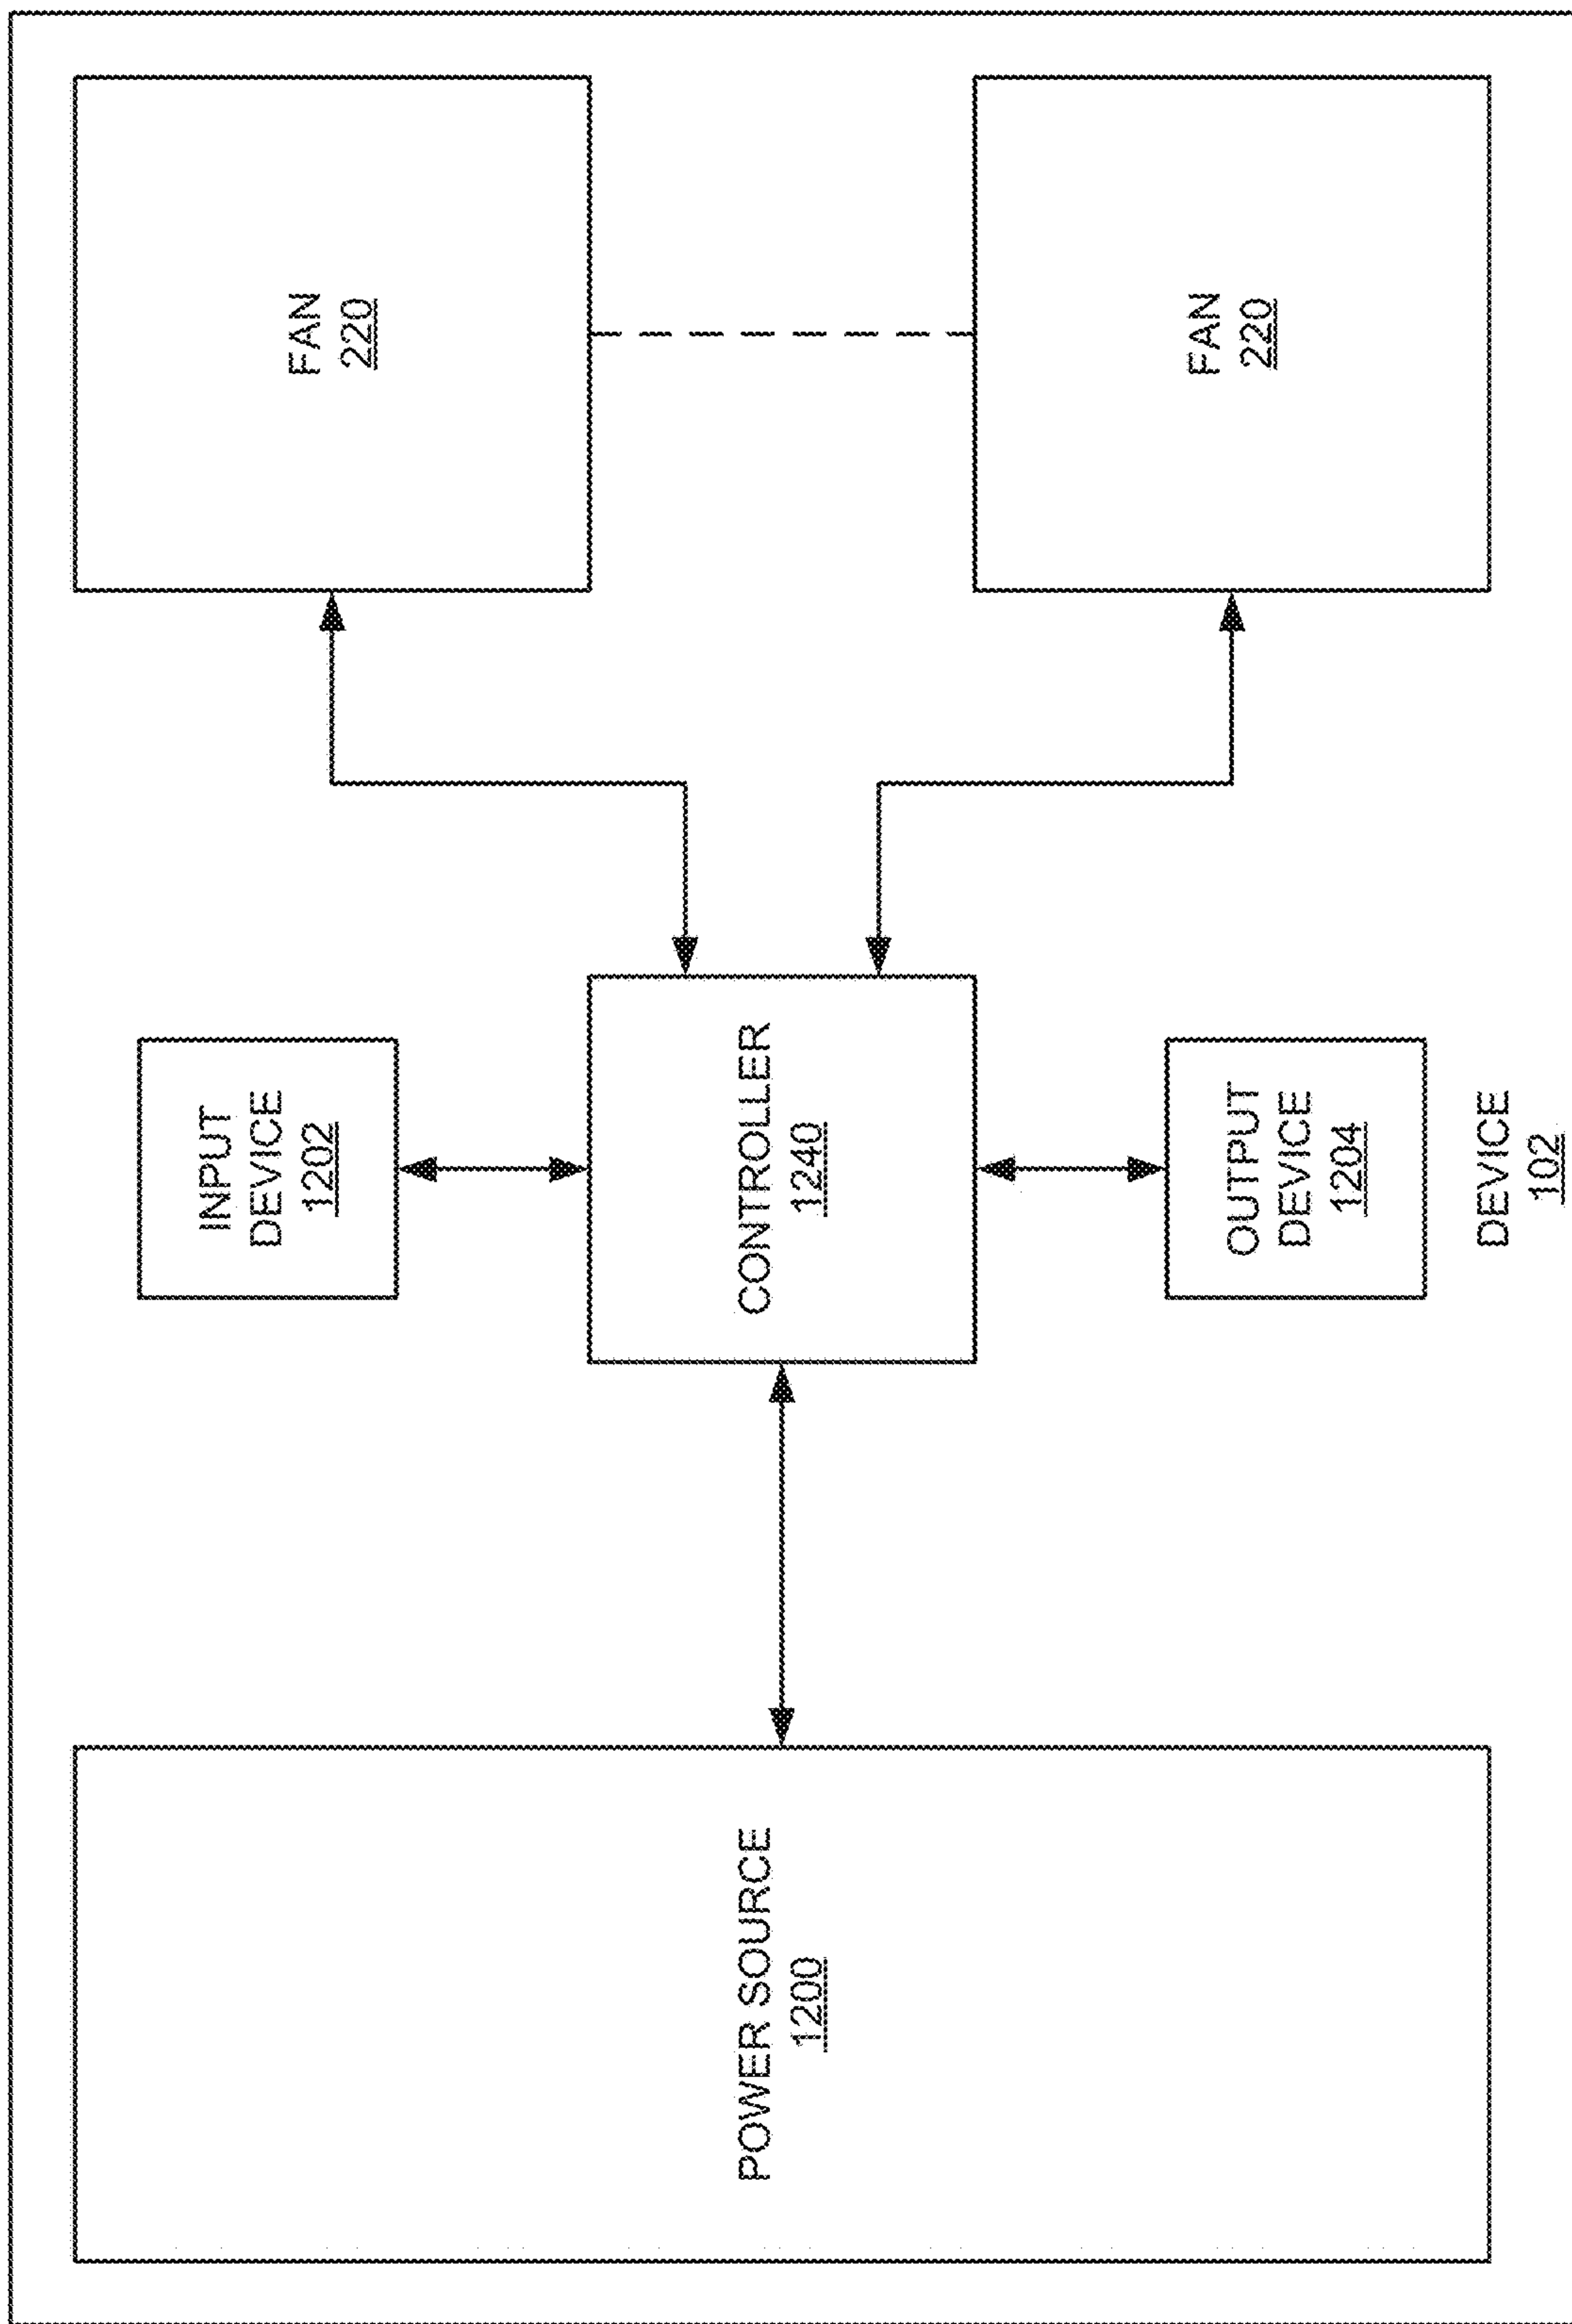 POWER SOURCE
1200
INPUT
DEVICE
1202
CONTROLLER
1240
OUTPUT
DEVICE
1204
DEVICE
102
FAN
220
FAN
220